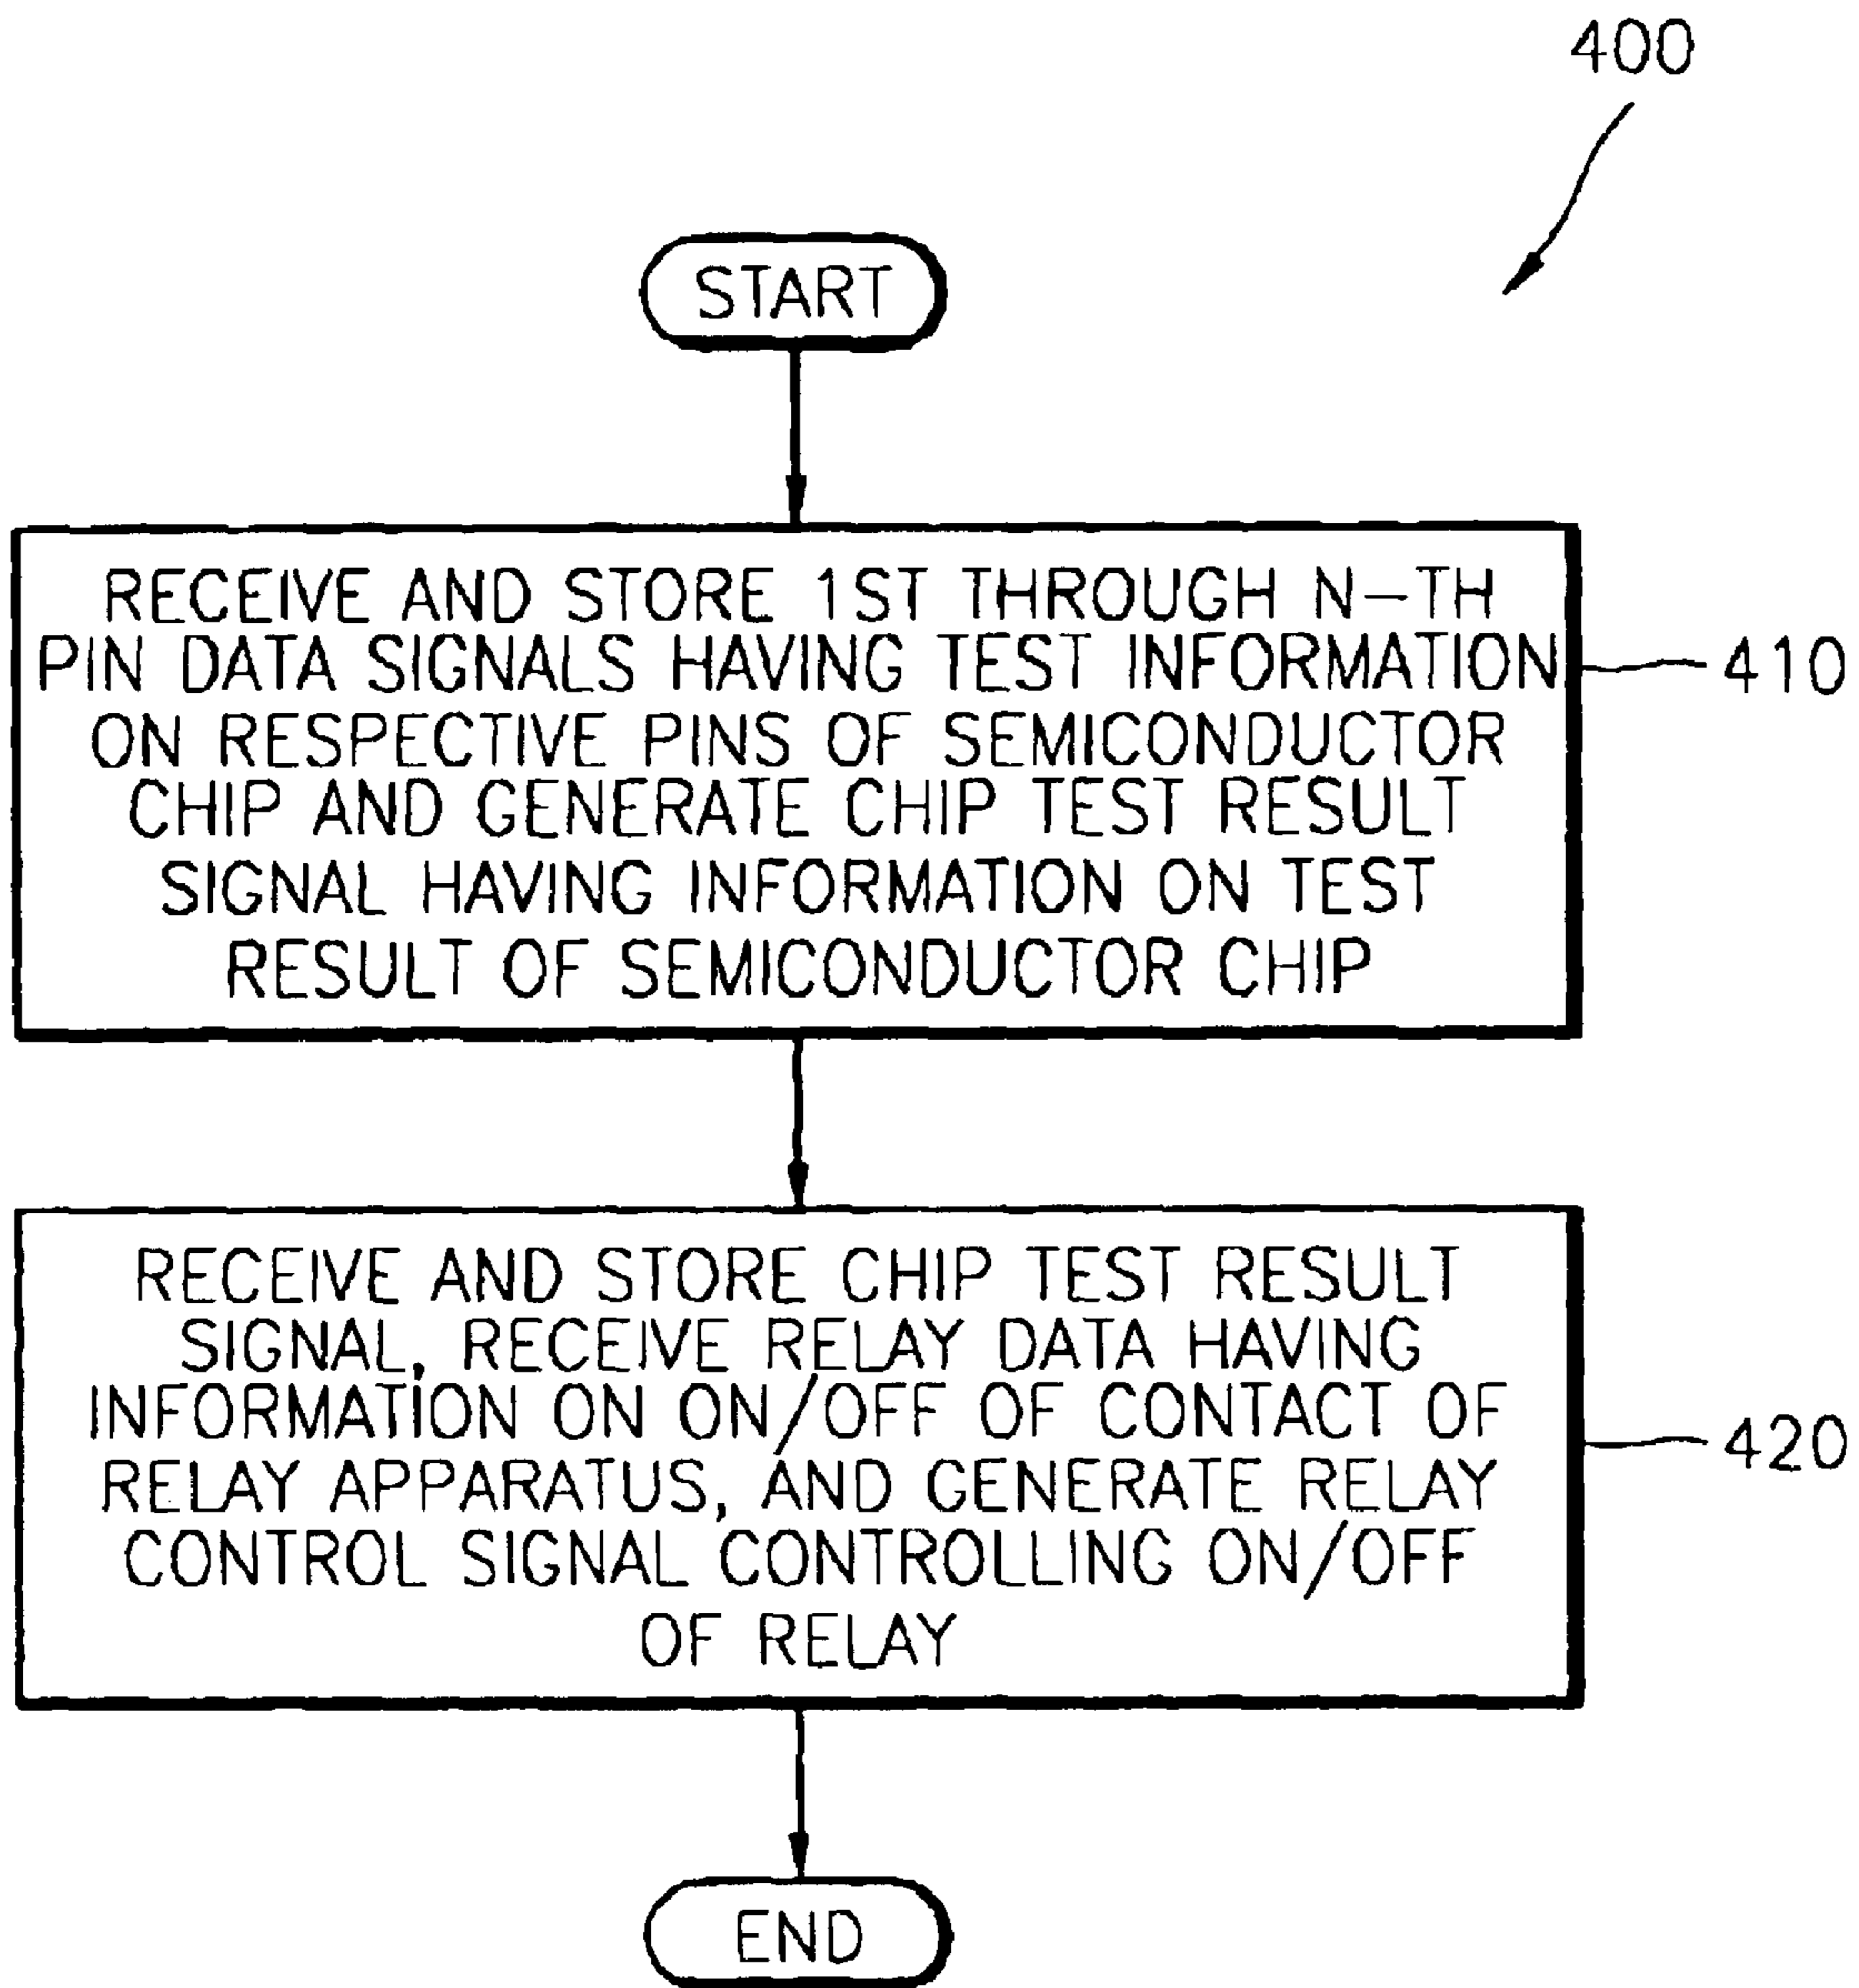 400
START
RECEIVE AND STORE 1ST THROUGH N-TH
PIN DATA SIGNALS HAVING TEST INFORMATION
ON RESPECTIVE PINS OF SEMICONDUCTOR
CHIP AND GENERATE CHIP TEST RESULT
SIGNAL HAVING INFORMATION ON TEST
RESULT OF SEMICONDUCTOR CHIP
410
RECEIVE AND STORE CHIP TEST RESULT
SIGNAL, RECEIVE RELAY DATA HAVING
INFORMATION ON ON/OFF OF CONTACT OF
RELAY APPARATUS, AND GENERATE RELAY
CONTROL SIGNAL CONTROLLING ON/OFF
OF RELAY
420
END